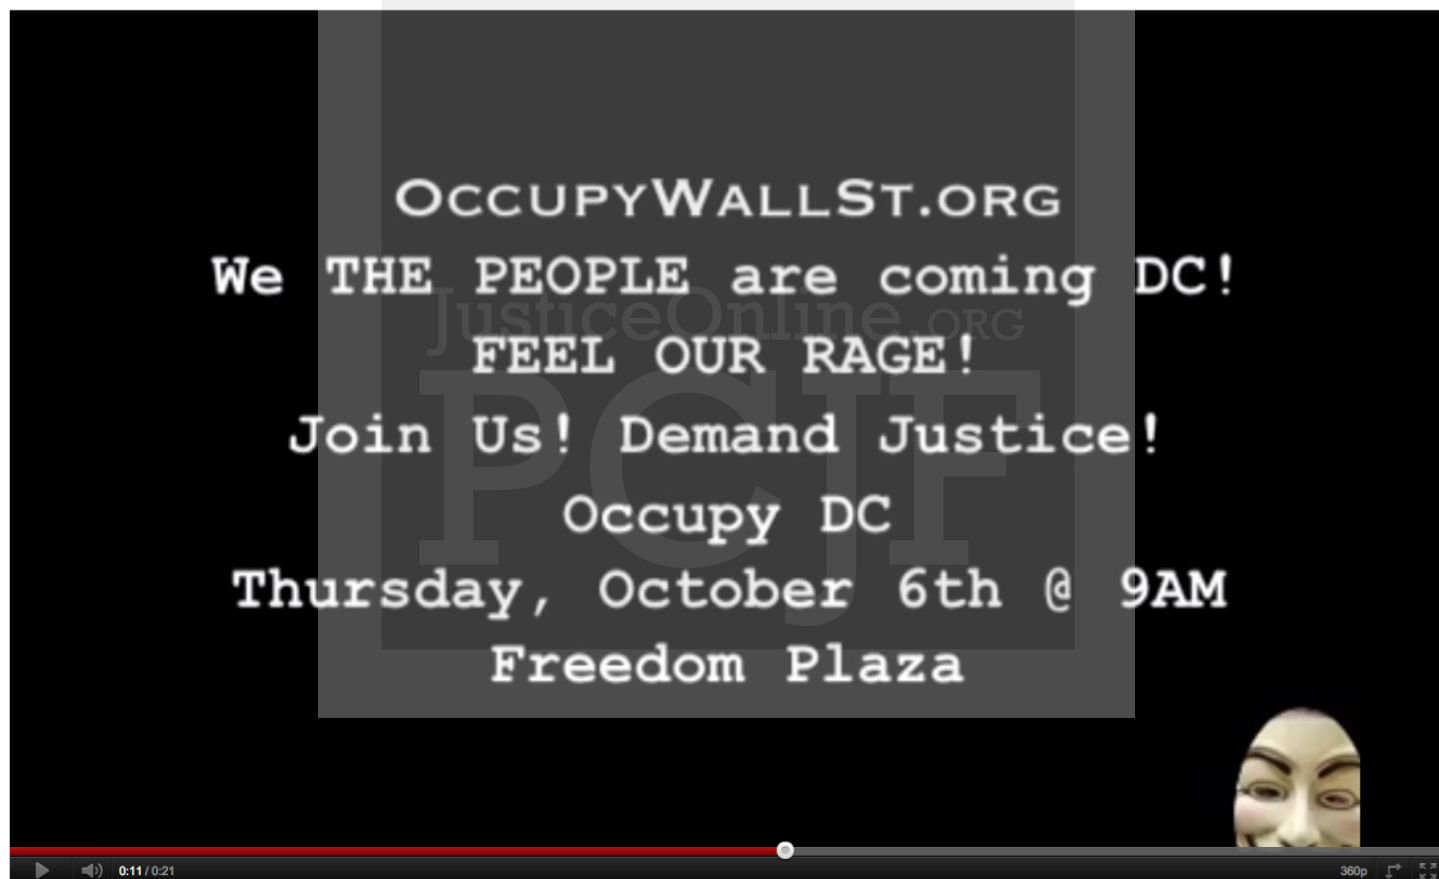 OCCUPYWALLST.ORG
We THE PEOPLE are coming DC!
JusticeOnline.ORG
FEEL OUR RAGE!
PCJF
Join Us! Demand Justice!
Occupy DC
Thursday, October 6th @ 9AM
Freedom Plaza
0:11 / 0:21
360p